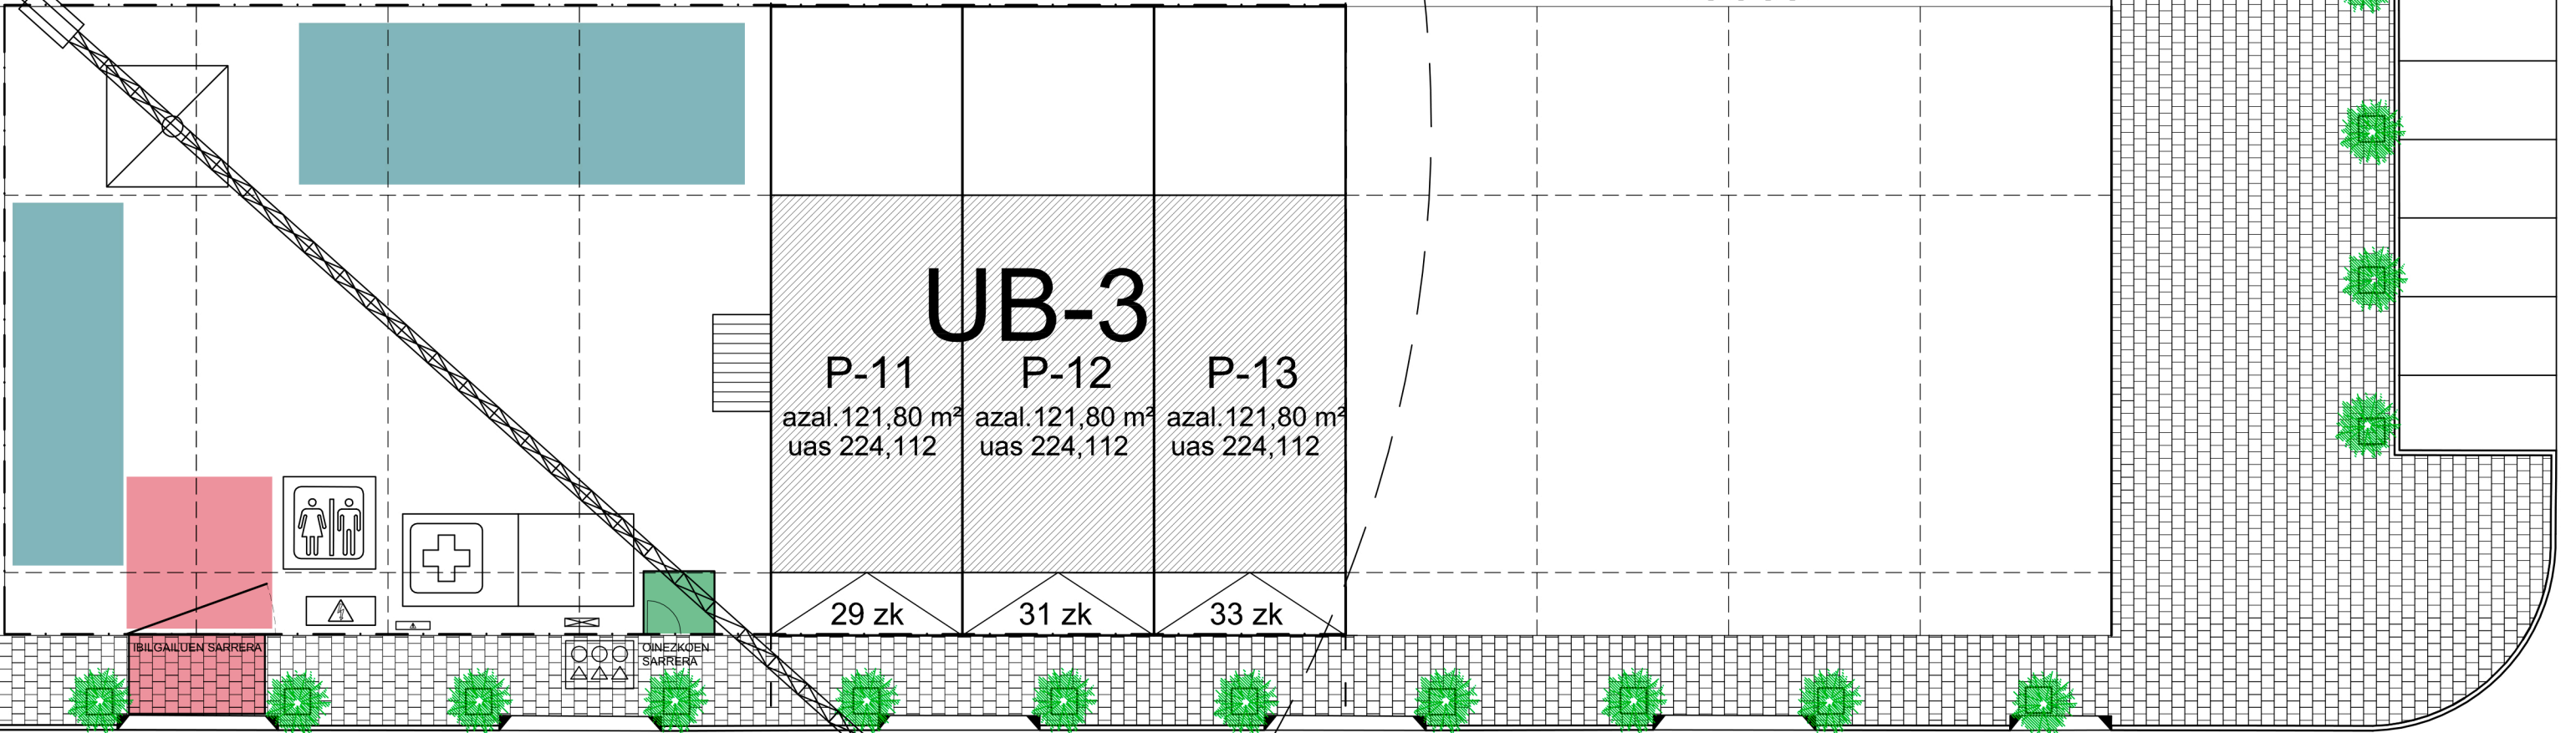 UB-3
P-11
azal.121,80 m²
uas 224,112
P-12
azal.121,80 m²
uas 224,112
P-13
azal.121,80 m²
uas 224,112
29 zk
31 zk
33 zk
IBILGAILUEN SARRERA
OINEZKOEN
SARRERA